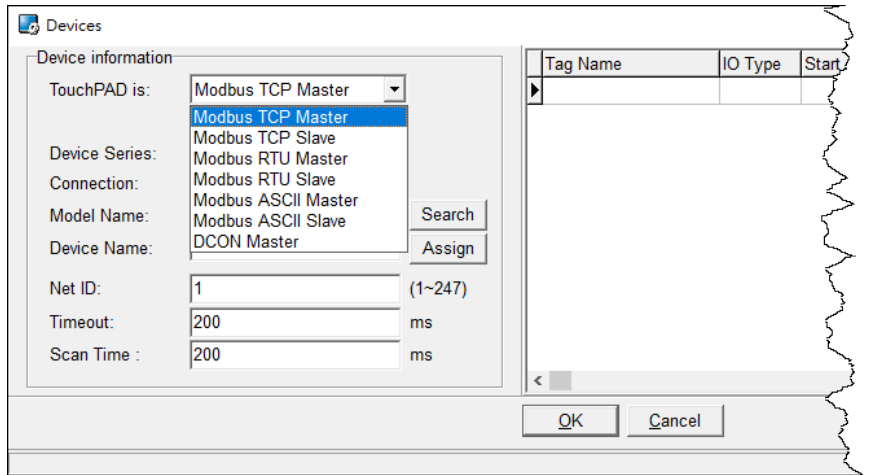 Devices
Device information
TouchPAD is: Modbus TCP Master
Modbus TCP Master
Modbus TCP Slave
Modbus RTU Master
Modbus RTU Slave
Modbus ASCII Master
Modbus ASCII Slave
DCON Master
Device Series:
Connection:
Model Name: Search
Device Name: Assign
Net ID: 1 (1~247)
Timeout: 200 ms
Scan Time : 200 ms
Tag Name IO Type Start
OK Cancel